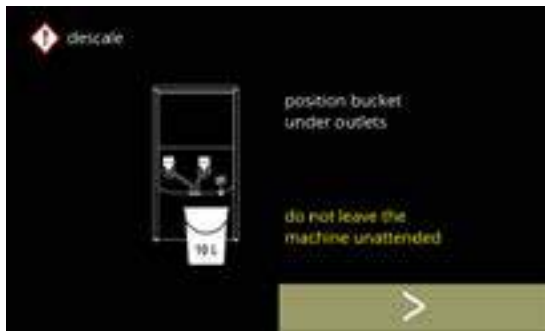 descale
position bucket
under outlets
do not leave the
machine unattended
10 L
>